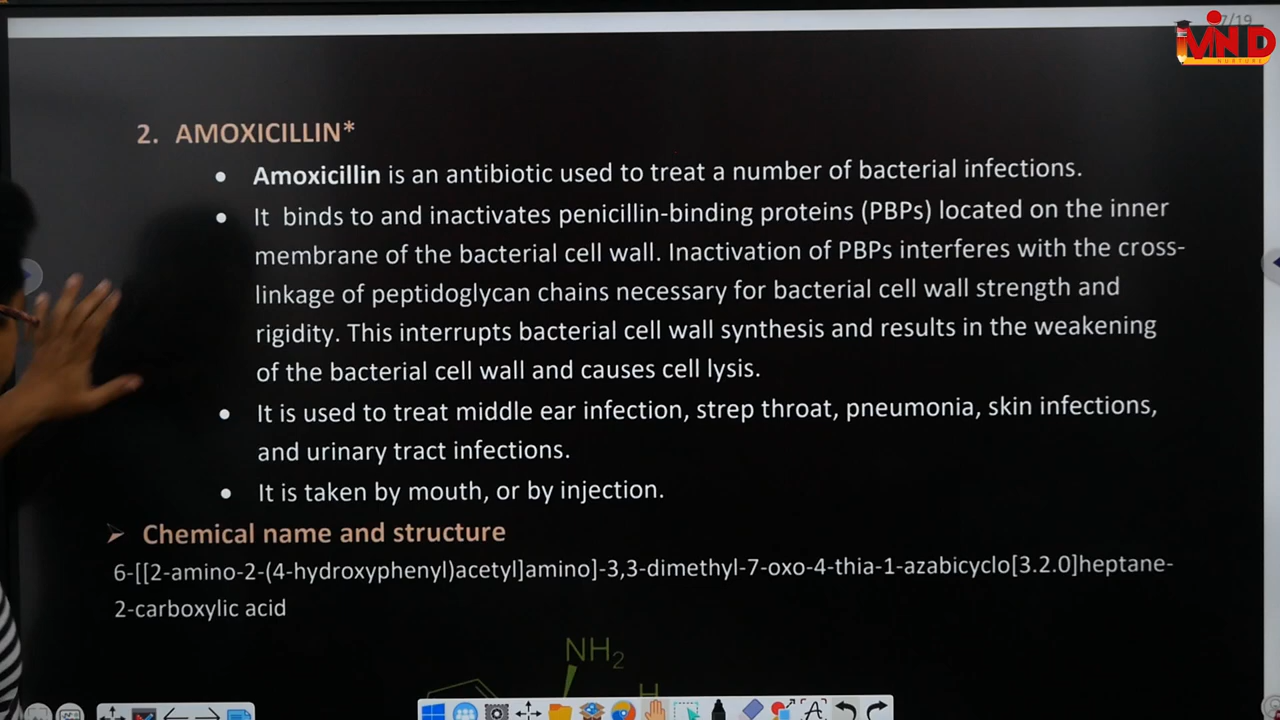 7/19
iMIND
NURTURE
2. AMOXICILLIN*
• Amoxicillin is an antibiotic used to treat a number of bacterial infections.
• It binds to and inactivates penicillin-binding proteins (PBPs) located on the inner
membrane of the bacterial cell wall. Inactivation of PBPs interferes with the cross-
linkage of peptidoglycan chains necessary for bacterial cell wall strength and
rigidity. This interrupts bacterial cell wall synthesis and results in the weakening
of the bacterial cell wall and causes cell lysis.
• It is used to treat middle ear infection, strep throat, pneumonia, skin infections,
and urinary tract infections.
• It is taken by mouth, or by injection.
➢ Chemical name and structure
6-[[2-amino-2-(4-hydroxyphenyl)acetyl]amino]-3,3-dimethyl-7-oxo-4-thia-1-azabicyclo[3.2.0]heptane-
2-carboxylic acid
NH2
H